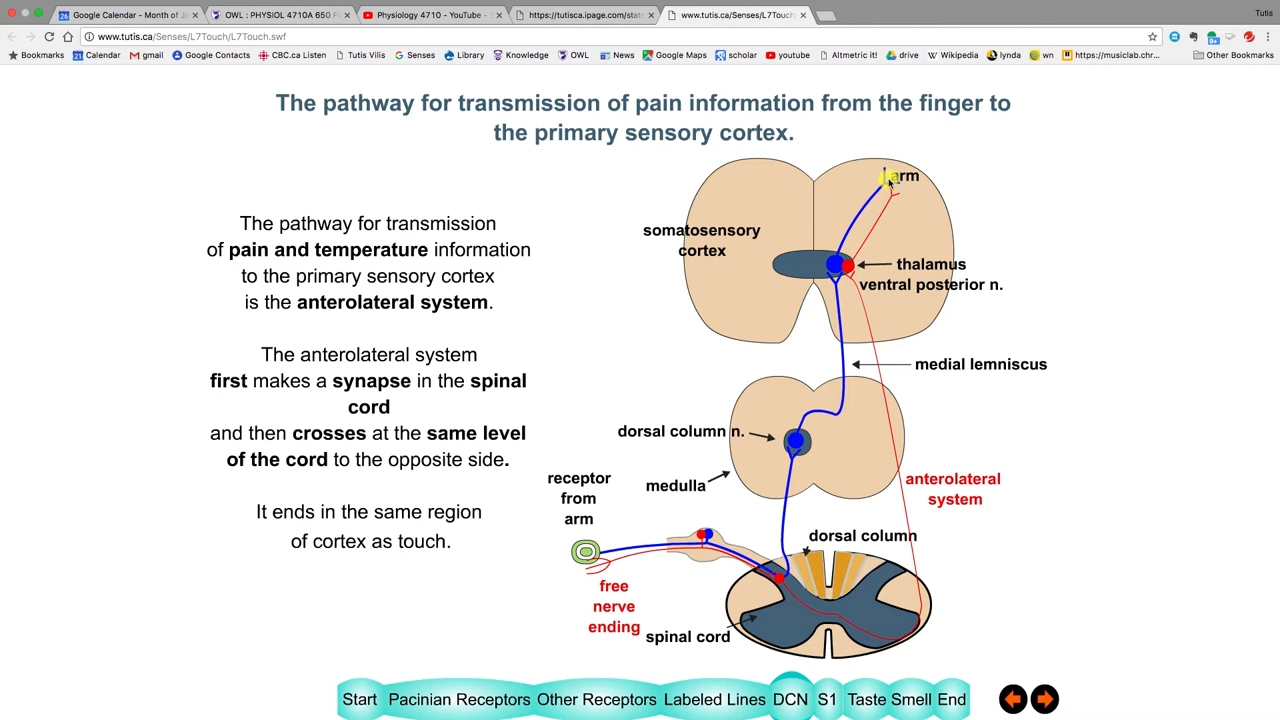 Google Calendar - Month of Ja
OWL : PHYSIOL 4710A 650 F
Physiology 4710 - YouTube -
https://tutisca.ipage.com/stats
www.tutis.ca/Senses/L7Touch/
Tutis
www.tutis.ca/Senses/L7Touch/L7Touch.swf
Bookmarks
Calendar
gmail
Google Contacts
CBC.ca Listen
Tutis Vilis
Senses
Library
Knowledge
OWL
News
Google Maps
scholar
youtube
Altmetric it!
drive
Wikipedia
lynda
wn
https://musiclab.chr...
Other Bookmarks
The pathway for transmission of pain information from the finger to
the primary sensory cortex.
The pathway for transmission
of pain and temperature information
to the primary sensory cortex
is the anterolateral system.
The anterolateral system
first makes a synapse in the spinal
cord
and then crosses at the same level
of the cord to the opposite side.
It ends in the same region
of cortex as touch.
arm
somatosensory
cortex
thalamus
ventral posterior n.
medial lemniscus
dorsal column n.
medulla
anterolateral
system
receptor
from
arm
dorsal column
free
nerve
ending
spinal cord
Start
Pacinian Receptors
Other Receptors
Labeled Lines
DCN
S1
Taste
Smell
End